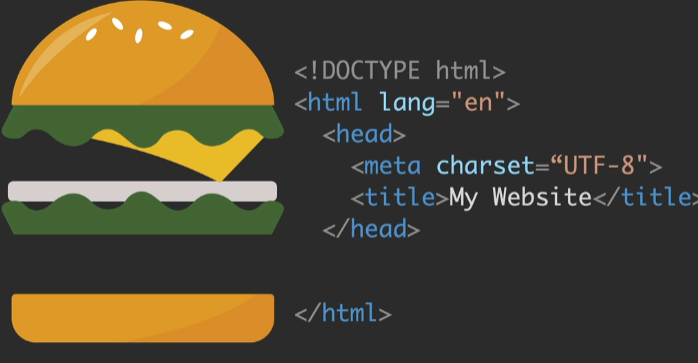 <!DOCTYPE html>
<html lang="en">
<head>
<meta charset=“UTF-8">
<title>My Website</title>
</head>
</html>